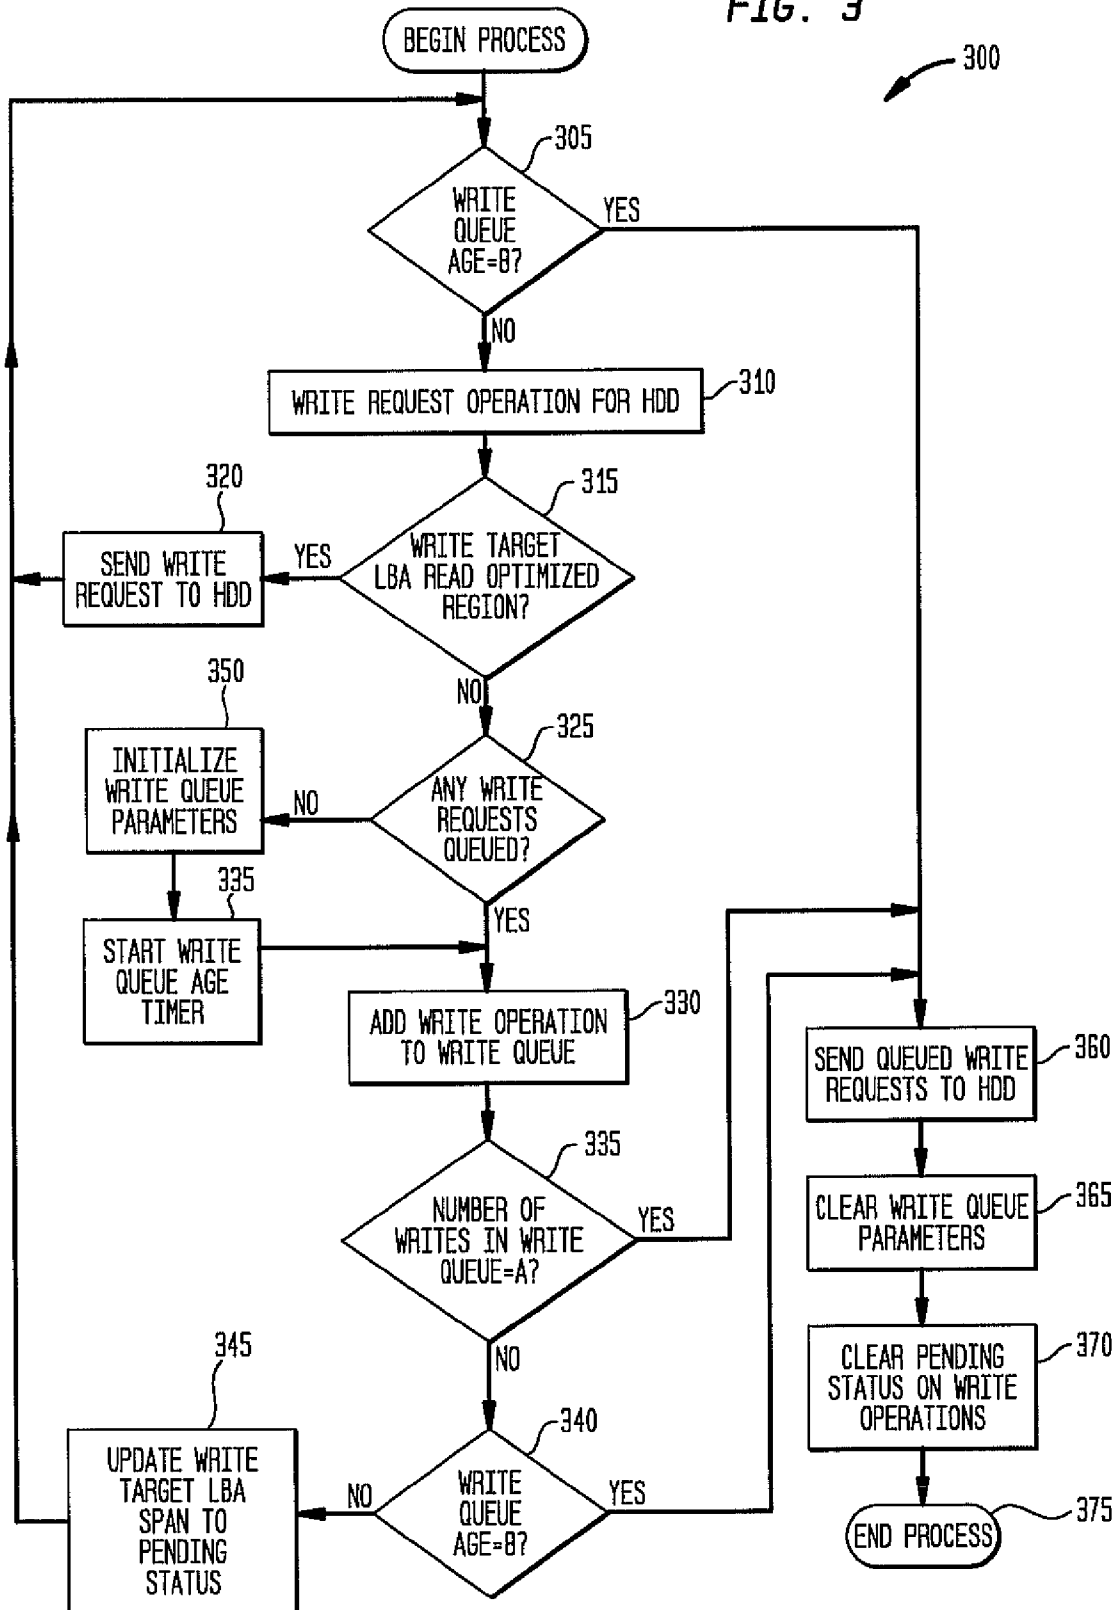 FIG. 3
BEGIN PROCESS
300
305
WRITE
QUEUE
AGE=B?
YES
NO
WRITE REQUEST OPERATION FOR HDD
310
315
320
WRITE TARGET
LBA READ OPTIMIZED
REGION?
YES
SEND WRITE
REQUEST TO HDD
NO
350
325
INITIALIZE
WRITE QUEUE
PARAMETERS
NO
ANY WRITE
REQUESTS
QUEUED?
335
YES
START WRITE
QUEUE AGE
TIMER
ADD WRITE OPERATION
TO WRITE QUEUE
330
SEND QUEUED WRITE
REQUESTS TO HDD
360
335
NUMBER OF
WRITES IN WRITE
QUEUE=A?
YES
CLEAR WRITE QUEUE
PARAMETERS
365
NO
345
CLEAR PENDING
STATUS ON WRITE
OPERATIONS
370
340
UPDATE WRITE
TARGET LBA
SPAN TO
PENDING
STATUS
NO
WRITE
QUEUE
AGE=B?
YES
END PROCESS
375